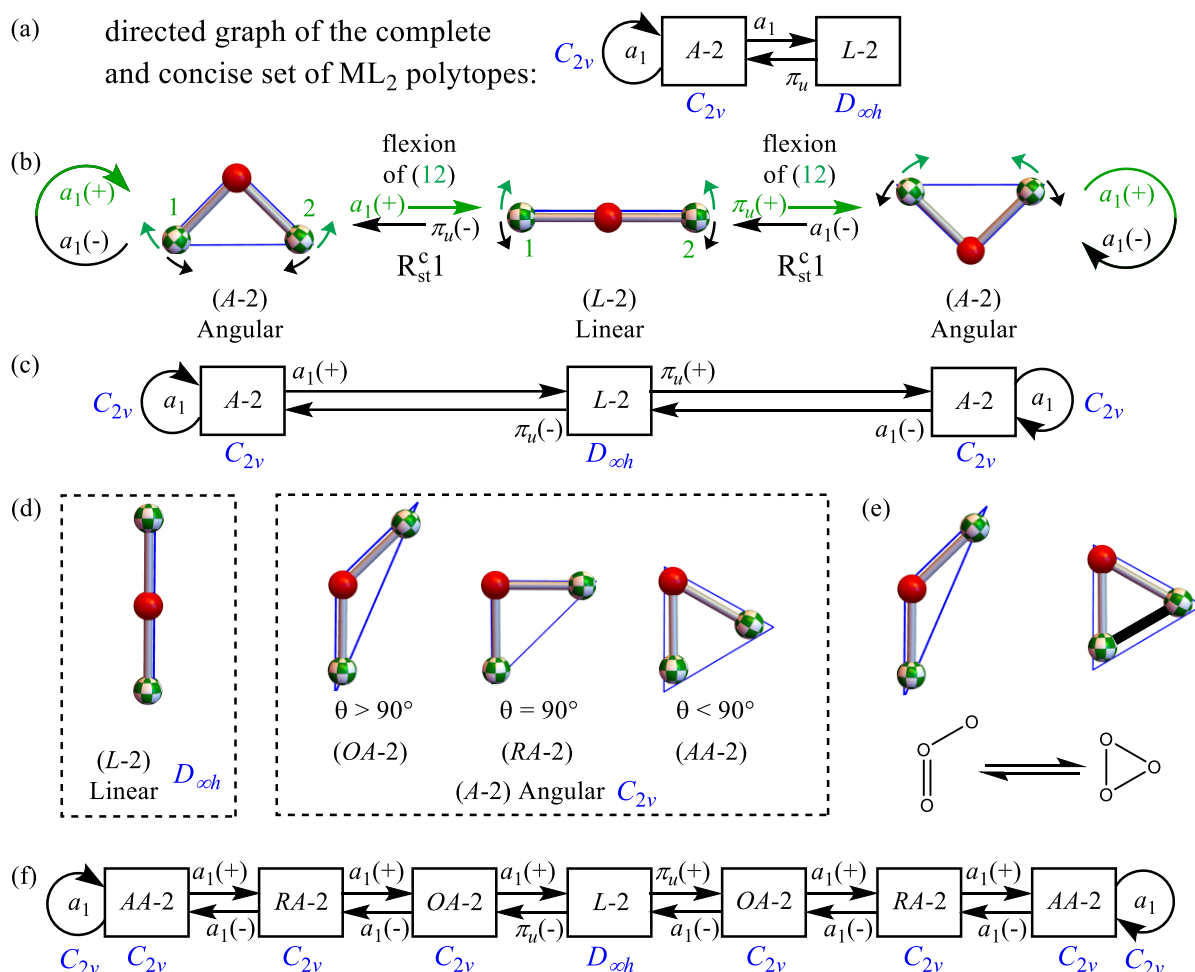 (a) directed graph of the complete
and concise set of ML₂ polytopes:
C₂ᵥ a₁ A-2 a₁ L-2
πᵤ
C₂ᵥ D∞ₕ
(b) flexion flexion
of (12) of (12)
a₁(+) 1 2 a₁(+) πᵤ(+) a₁(+)
a₁(-) πᵤ(-) 1 2 a₁(-) a₁(-)
Rᶜₛₜ1 Rᶜₛₜ1
(A-2) (L-2) (A-2)
Angular Linear Angular
(c) a₁(+) πᵤ(+)
C₂ᵥ a₁ A-2 L-2 A-2 a₁ C₂ᵥ
πᵤ(-) a₁(-)
C₂ᵥ D∞ₕ C₂ᵥ
(d) (e)
θ > 90° θ = 90° θ < 90°
(OA-2) (RA-2) (AA-2)
(L-2) D∞ₕ
Linear
(A-2) Angular C₂ᵥ
O O O
O O O
(f) a₁(+) a₁(+) a₁(+) πᵤ(+) a₁(+) a₁(+)
a₁ AA-2 RA-2 OA-2 L-2 OA-2 RA-2 AA-2 a₁
a₁(-) a₁(-) πᵤ(-) a₁(-) a₁(-) a₁(-)
C₂ᵥ C₂ᵥ C₂ᵥ C₂ᵥ D∞ₕ C₂ᵥ C₂ᵥ C₂ᵥ C₂ᵥ